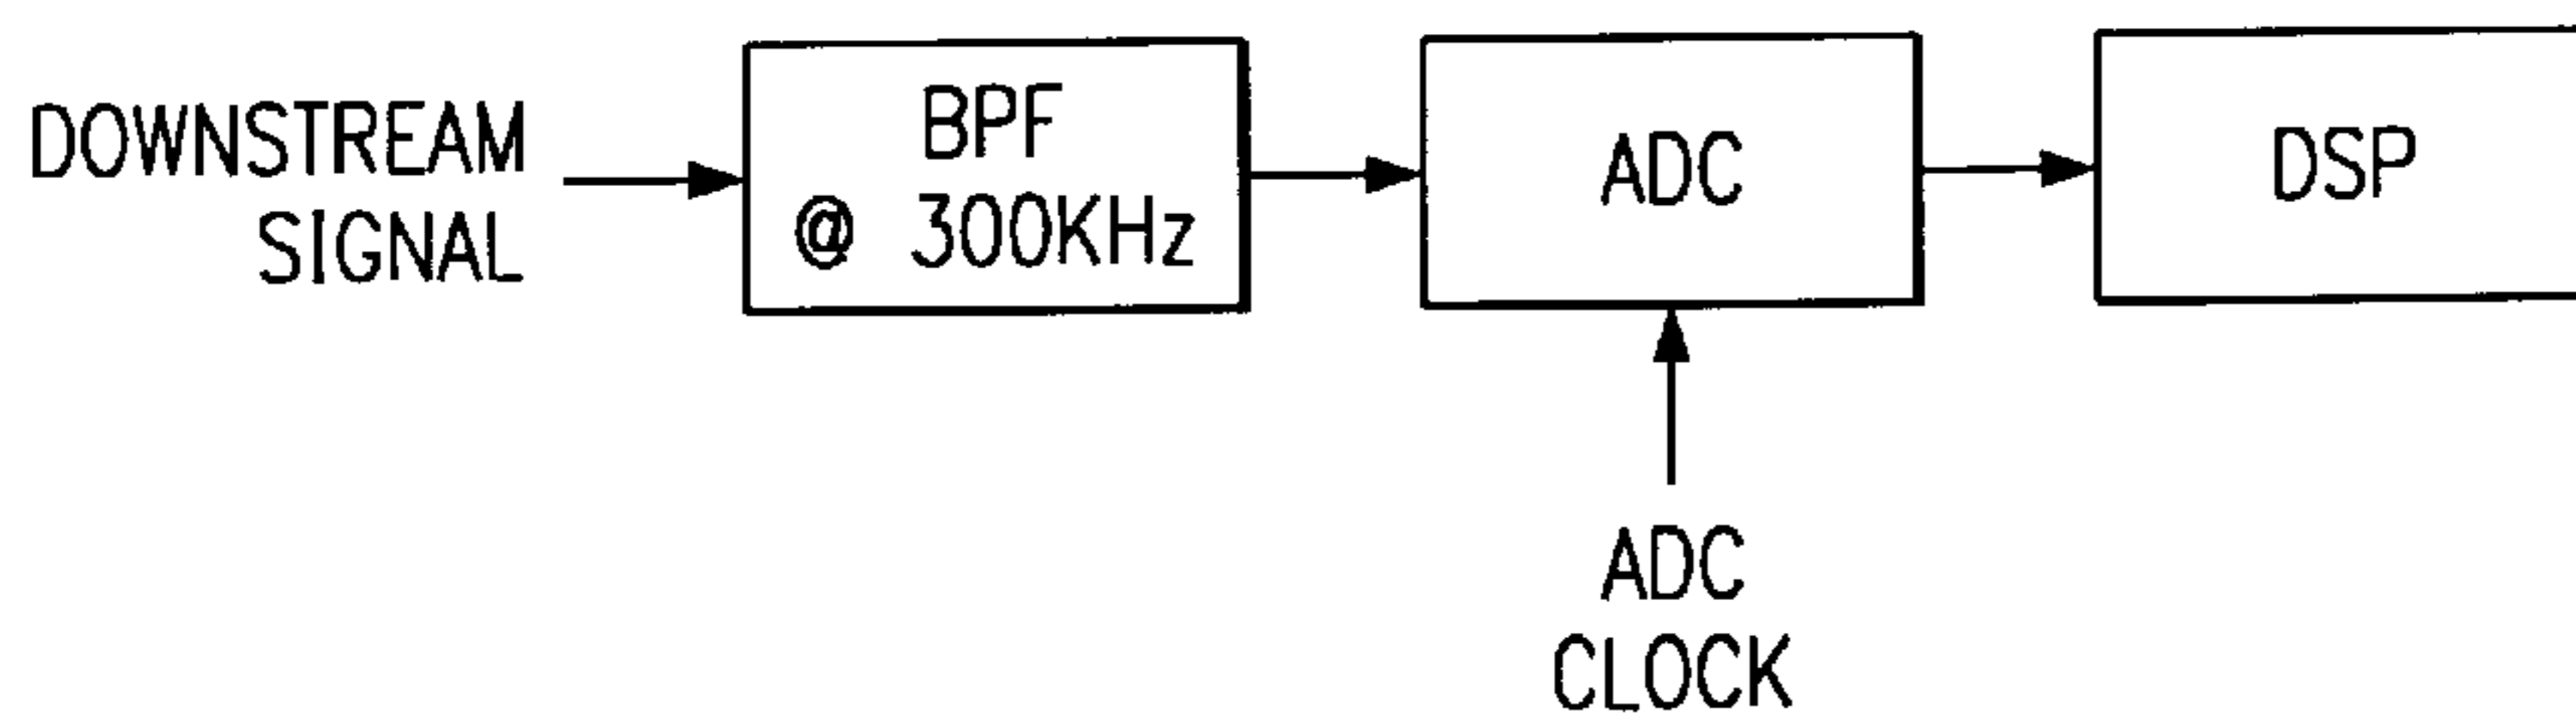 DOWNSTREAM
SIGNAL
BPF
@ 300KHz
ADC
DSP
ADC
CLOCK